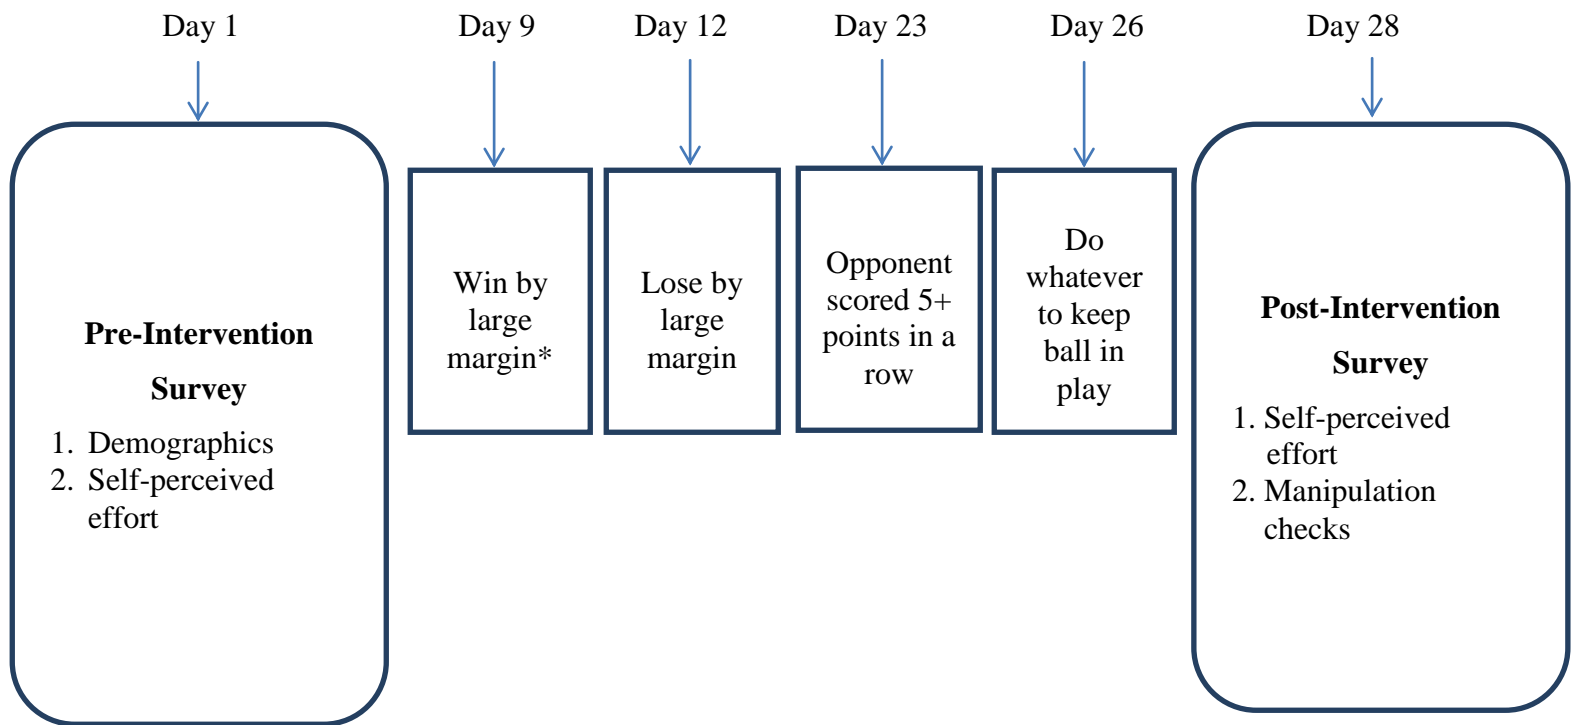 Day 1
Day 9
Day 12
Day 23
Day 26
Day 28
Pre-Intervention
Survey
1. Demographics
2. Self-perceived
effort
Win by
large
margin*
Lose by
large
margin
Opponent
scored 5+
points in a
row
Do
whatever
to keep
ball in
play
Post-Intervention
Survey
1. Self-perceived
effort
2. Manipulation
checks